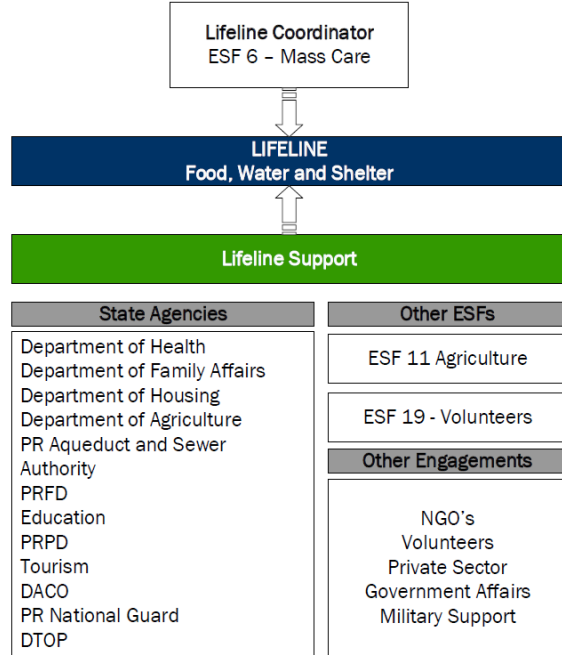 Lifeline Coordinator
ESF 6 – Mass Care
LIFELINE
Food, Water and Shelter
Lifeline Support
State Agencies
Department of Health
Department of Family Affairs
Department of Housing
Department of Agriculture
PR Aqueduct and Sewer
Authority
PRFD
Education
PRPD
Tourism
DACO
PR National Guard
DTOP
Other ESFs
ESF 11 Agriculture
ESF 19 - Volunteers
Other Engagements
NGO's
Volunteers
Private Sector
Government Affairs
Military Support